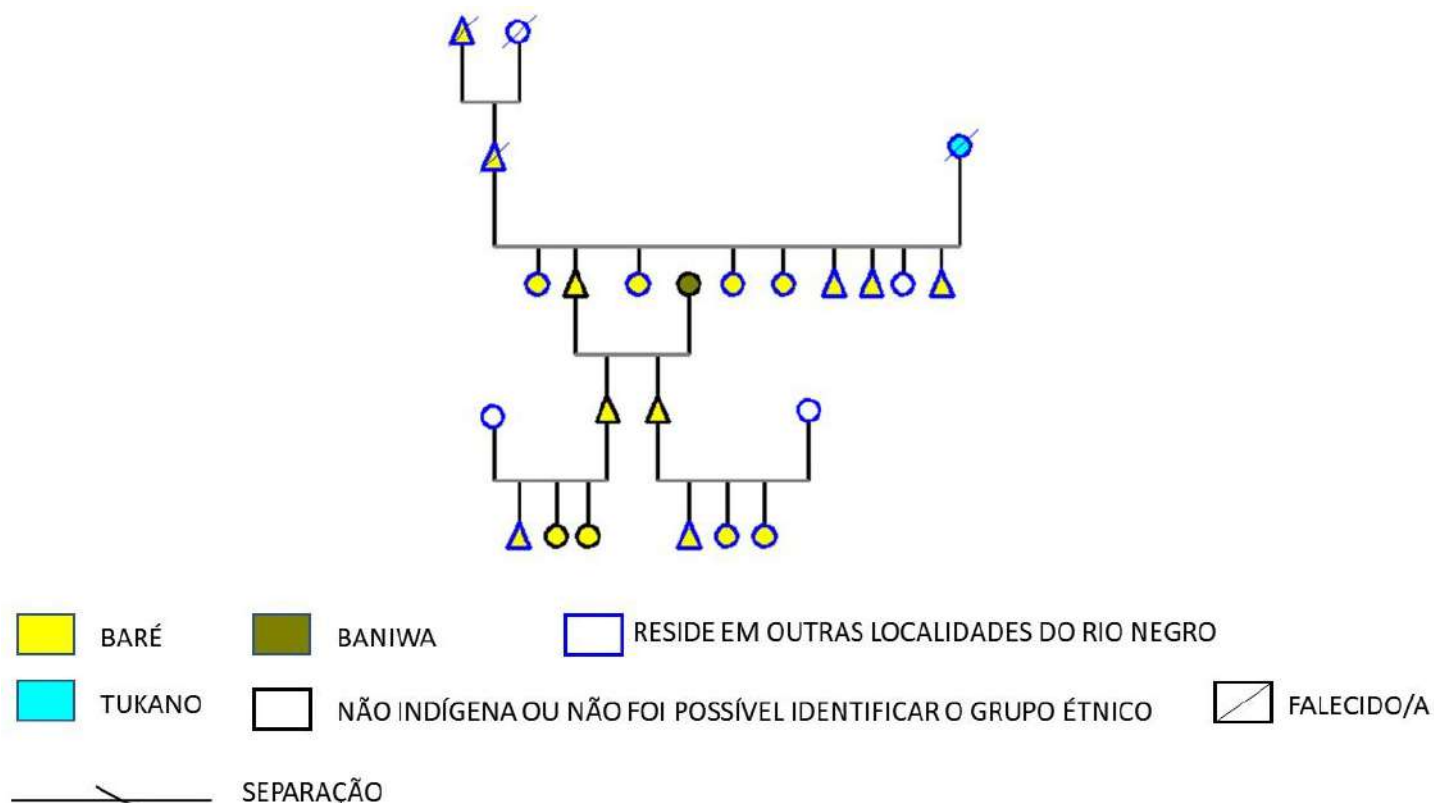 BARÉ
BANIWA
RESIDE EM OUTRAS LOCALIDADES DO RIO NEGRO
TUKANO
NÃO INDÍGENA OU NÃO FOI POSSÍVEL IDENTIFICAR O GRUPO ÉTNICO
FALECIDO/A
SEPARAÇÃO